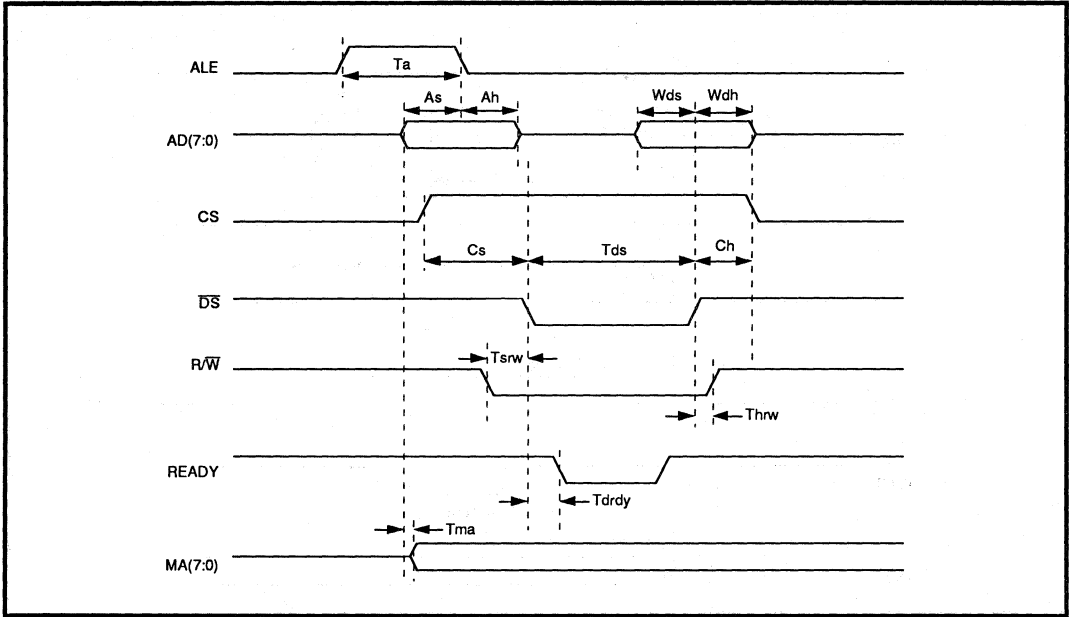 ALE
Ta
As
Ah
Wds
Wdh
AD(7:0)
CS
Cs
Tds
Ch
DS
Tsrw
R/W
Thrw
READY
Tdrdy
Tma
MA(7:0)